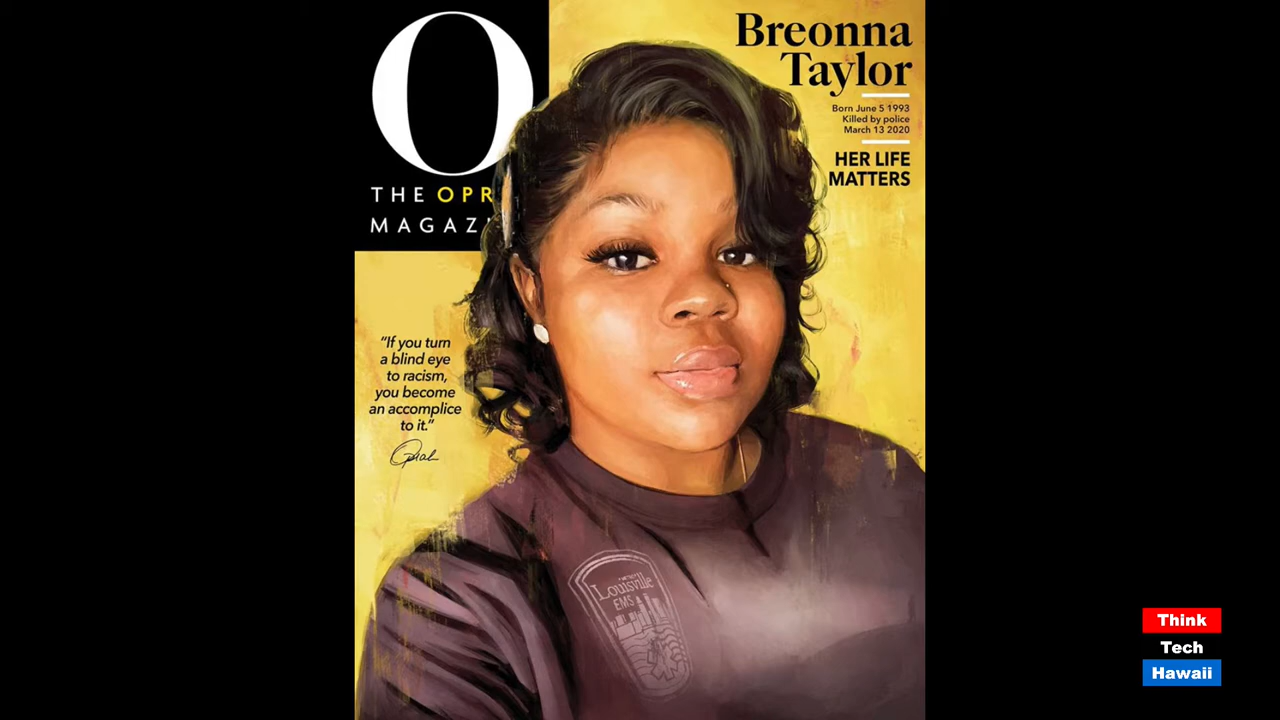 O
THE OPR
MAGAZ
Breonna
Taylor
Born June 5 1993
Killed by police
March 13 2020
HER LIFE
MATTERS
"If you turn
a blind eye
to racism,
you become
an accomplice
to it."
Oprah
Louisville
EMS
Think
Tech
Hawaii